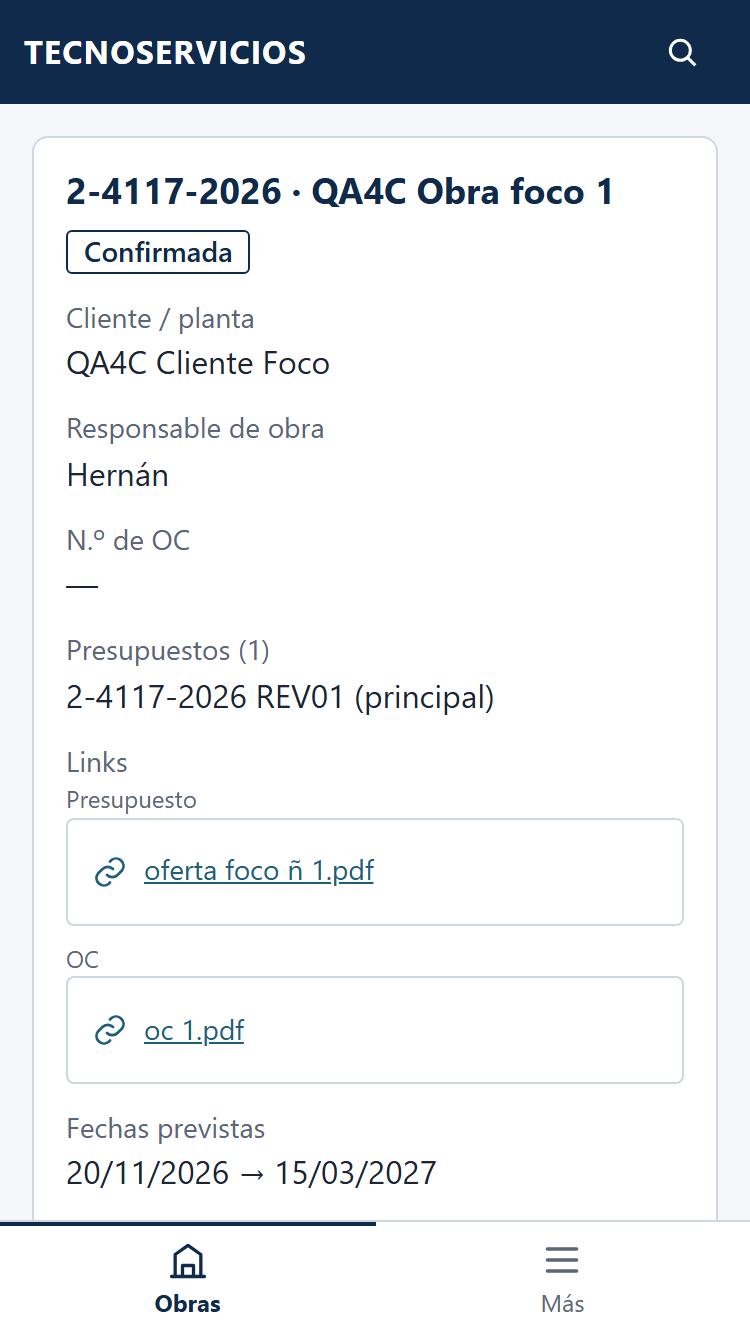 TECNOSERVICIOS
2-4117-2026 · QA4C Obra foco 1
Confirmada
Cliente / planta
QA4C Cliente Foco
Responsable de obra
Hernán
N.º de OC
—
Presupuestos (1)
2-4117-2026 REV01 (principal)
Links
Presupuesto
oferta foco ñ 1.pdf
OC
oc 1.pdf
Fechas previstas
20/11/2026 → 15/03/2027
Obras
Más